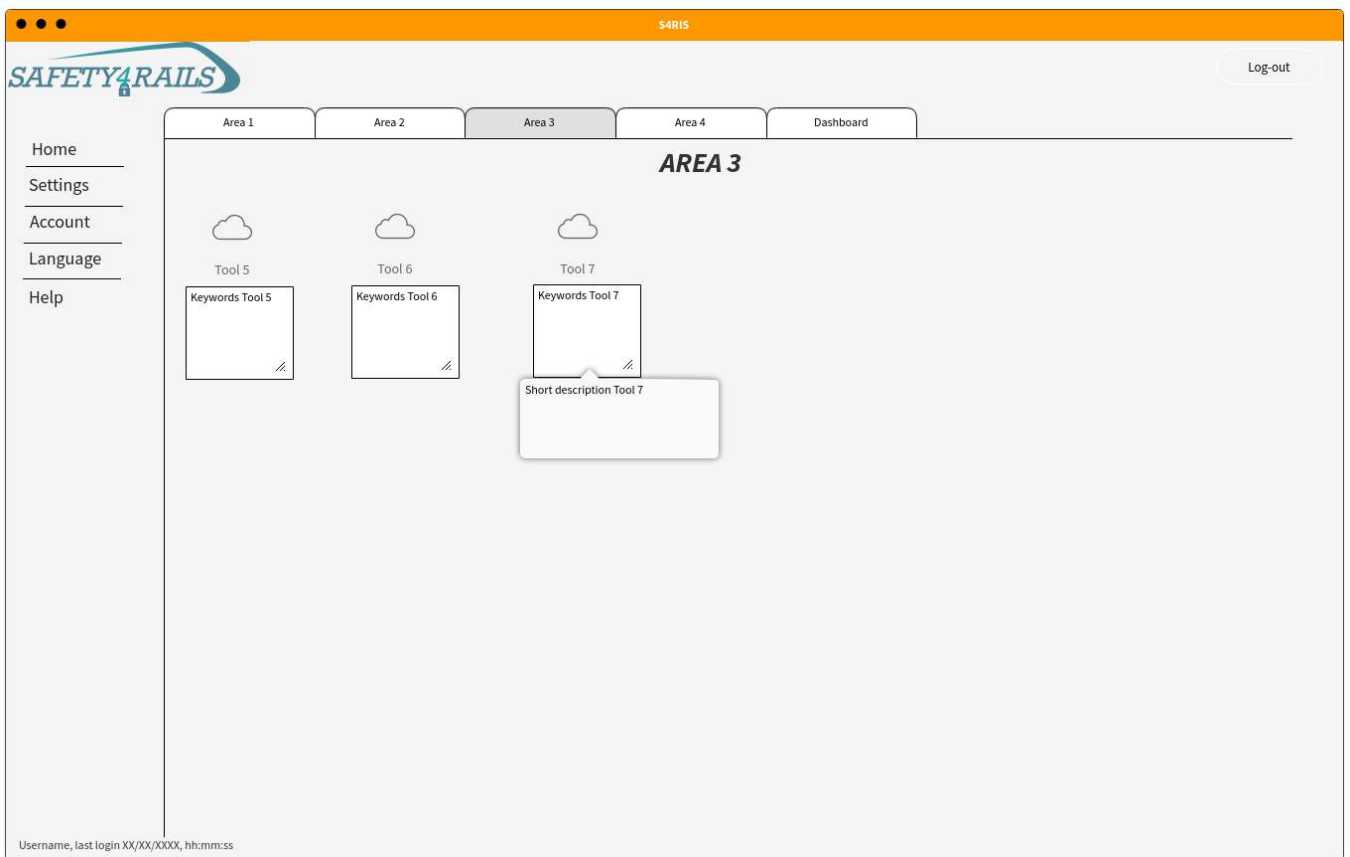 S4RIS
SAFETY4RAILS
Log-out
Area 1
Area 2
Area 3
Area 4
Dashboard
Home
Settings
Account
Language
Help
AREA 3
Tool 5
Tool 6
Tool 7
Keywords Tool 5
Keywords Tool 6
Keywords Tool 7
Short description Tool 7
Username, last login XX/XX/XXXX, hh:mm:ss